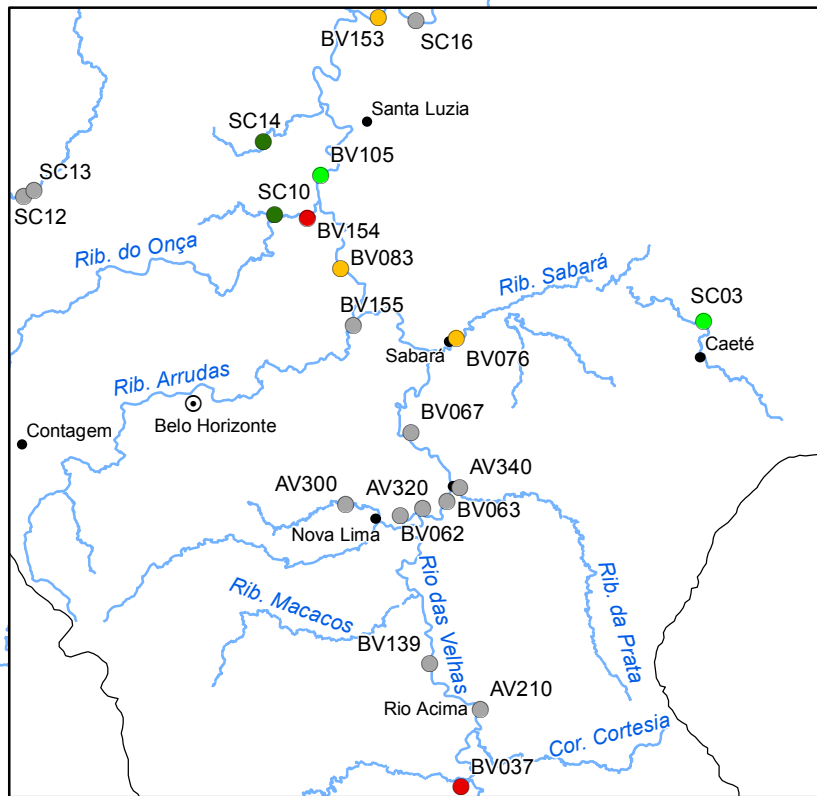 BV153
SC16
Santa Luzia
SC14
BV105
SC13
SC12
SC10
BV154
Rib. do Onça
BV083
Rib. Sabará
BV155
SC03
Sabará
BV076
Caeté
Rib. Arrudas
Belo Horizonte
BV067
Contagem
AV340
AV300
AV320
BV063
Nova Lima
BV062
Rio das Velhas
Rib. Macacos
Rib. da Prata
BV139
AV210
Rio Acima
Cor. Cortesia
BV037